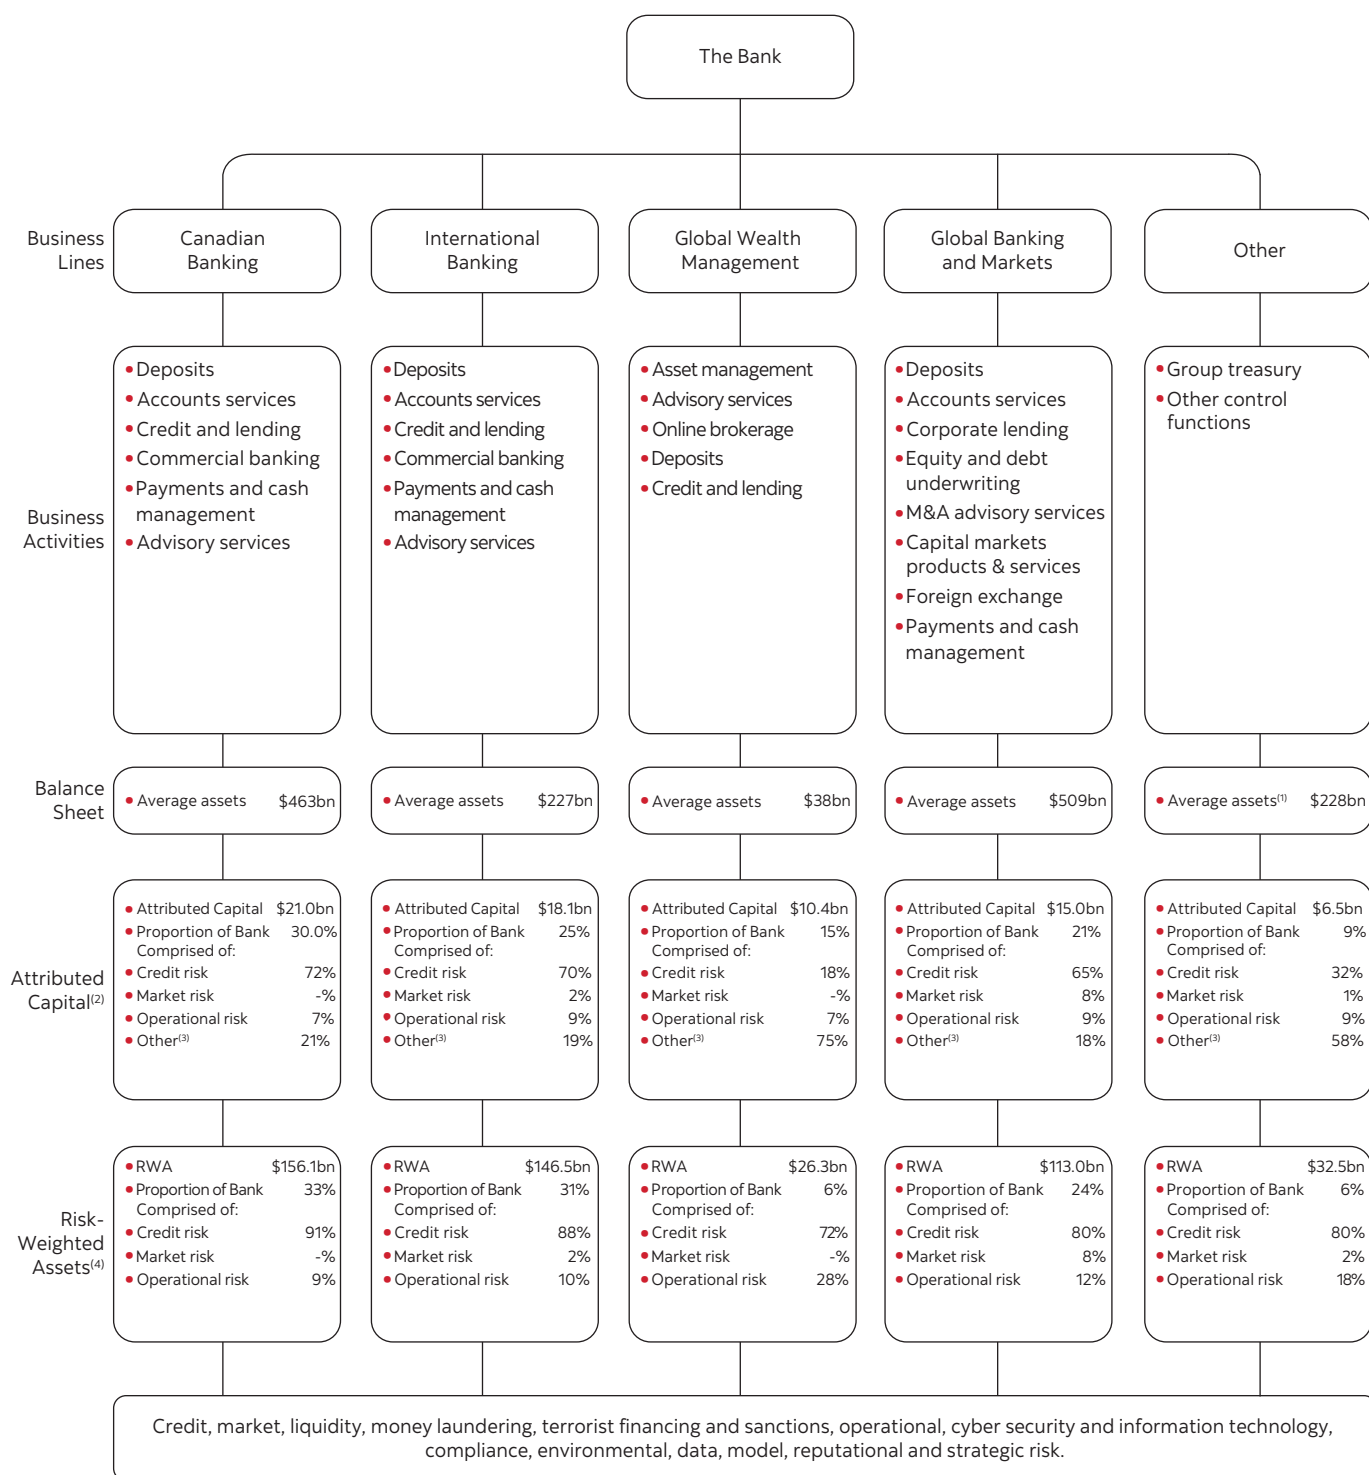 The Bank
Business
Lines
Canadian
Banking
International
Banking
Global Wealth
Management
Global Banking
and Markets
Other
Business
Activities
• Deposits
• Accounts services
• Credit and lending
• Commercial banking
• Payments and cash
management
• Advisory services
• Deposits
• Accounts services
• Credit and lending
• Commercial banking
• Payments and cash
management
• Advisory services
• Asset management
• Advisory services
• Online brokerage
• Deposits
• Credit and lending
• Deposits
• Accounts services
• Corporate lending
• Equity and debt
underwriting
• M&A advisory services
• Capital markets
products & services
• Foreign exchange
• Payments and cash
management
• Group treasury
• Other control
functions
Balance
Sheet
• Average assets $463bn
• Average assets $227bn
• Average assets $38bn
• Average assets $509bn
• Average assets(1) $228bn
Attributed
Capital(2)
• Attributed Capital $21.0bn
• Proportion of Bank 30.0%
Comprised of:
• Credit risk 72%
• Market risk -%
• Operational risk 7%
• Other(3) 21%
• Attributed Capital $18.1bn
• Proportion of Bank 25%
Comprised of:
• Credit risk 70%
• Market risk 2%
• Operational risk 9%
• Other(3) 19%
• Attributed Capital $10.4bn
• Proportion of Bank 15%
Comprised of:
• Credit risk 18%
• Market risk -%
• Operational risk 7%
• Other(3) 75%
• Attributed Capital $15.0bn
• Proportion of Bank 21%
Comprised of:
• Credit risk 65%
• Market risk 8%
• Operational risk 9%
• Other(3) 18%
• Attributed Capital $6.5bn
• Proportion of Bank 9%
Comprised of:
• Credit risk 32%
• Market risk 1%
• Operational risk 9%
• Other(3) 58%
Risk-
Weighted
Assets(4)
• RWA $156.1bn
• Proportion of Bank 33%
Comprised of:
• Credit risk 91%
• Market risk -%
• Operational risk 9%
• RWA $146.5bn
• Proportion of Bank 31%
Comprised of:
• Credit risk 88%
• Market risk 2%
• Operational risk 10%
• RWA $26.3bn
• Proportion of Bank 6%
Comprised of:
• Credit risk 72%
• Market risk -%
• Operational risk 28%
• RWA $113.0bn
• Proportion of Bank 24%
Comprised of:
• Credit risk 80%
• Market risk 8%
• Operational risk 12%
• RWA $32.5bn
• Proportion of Bank 6%
Comprised of:
• Credit risk 80%
• Market risk 2%
• Operational risk 18%
Credit, market, liquidity, money laundering, terrorist financing and sanctions, operational, cyber security and information technology,
compliance, environmental, data, model, reputational and strategic risk.